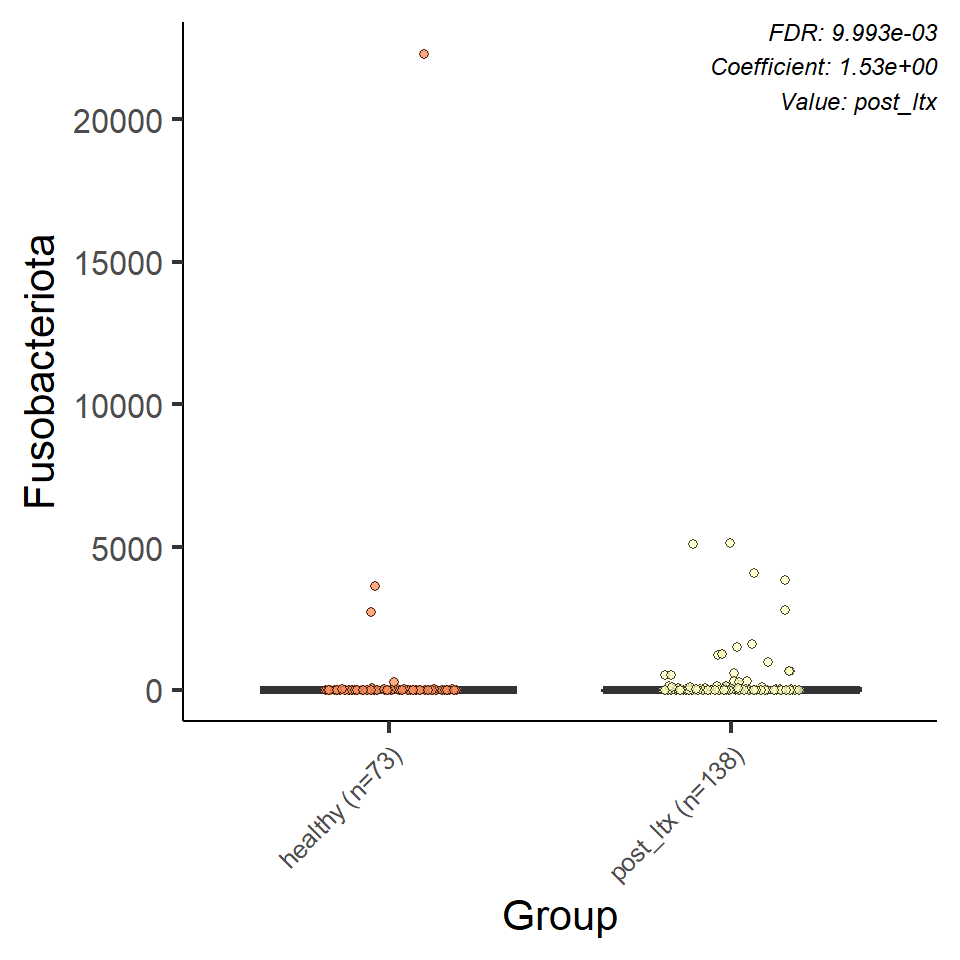 FDR: 9.993e-03
Coefficient: 1.53e+00
Value: post_ltx
Fusobacteriota
20000
15000
10000
5000
0
healthy (n=73)
post_ltx (n=138)
Group